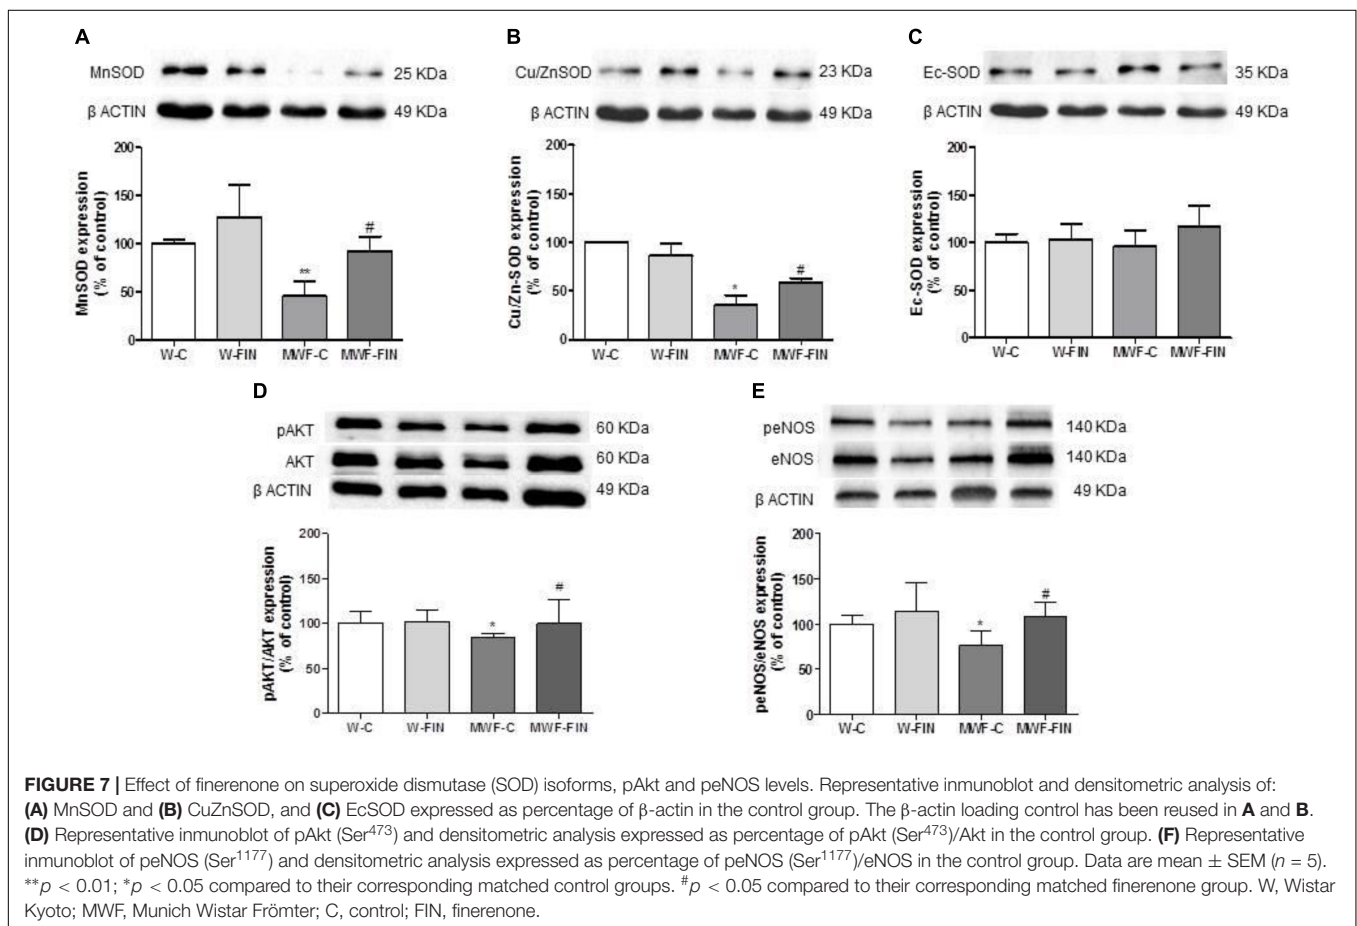 A
MnSOD 25 KDa
β ACTIN 49 KDa
200
150
100
50
0
MnSOD expression
(% of control)
**
#
W-C W-FIN MWF-C MWF-FIN
B
Cu/ZnSOD 23 KDa
β ACTIN 49 KDa
200
150
100
50
0
Cu/Zn-SOD expression
(% of control)
*
#
W-C W-FIN MWF-C MWF-FIN
C
Ec-SOD 35 KDa
β ACTIN 49 KDa
200
150
100
50
0
Ec-SOD expression
(% of control)
W-C W-FIN MWF-C MWF-FIN
D
pAKT 60 KDa
AKT 60 KDa
β ACTIN 49 KDa
200
150
100
50
0
pAKT/AKT expression
(% of control)
*
#
W-C W-FIN MWF-C MWF-FIN
E
peNOS 140 KDa
eNOS 140 KDa
β ACTIN 49 KDa
200
150
100
50
0
peNOS/eNOS expression
(% of control)
*
#
W-C W-FIN MWF-C MWF-FIN
FIGURE 7 | Effect of finerenone on superoxide dismutase (SOD) isoforms, pAkt and peNOS levels. Representative inmunoblot and densitometric analysis of:
(A) MnSOD and (B) CuZnSOD, and (C) EcSOD expressed as percentage of β-actin in the control group. The β-actin loading control has been reused in A and B.
(D) Representative inmunoblot of pAkt (Ser473) and densitometric analysis expressed as percentage of pAkt (Ser473)/Akt in the control group. (F) Representative
inmunoblot of peNOS (Ser1177) and densitometric analysis expressed as percentage of peNOS (Ser1177)/eNOS in the control group. Data are mean ± SEM (n = 5).
**p < 0.01; *p < 0.05 compared to their corresponding matched control groups. #p < 0.05 compared to their corresponding matched finerenone group. W, Wistar
Kyoto; MWF, Munich Wistar Frömter; C, control; FIN, finerenone.